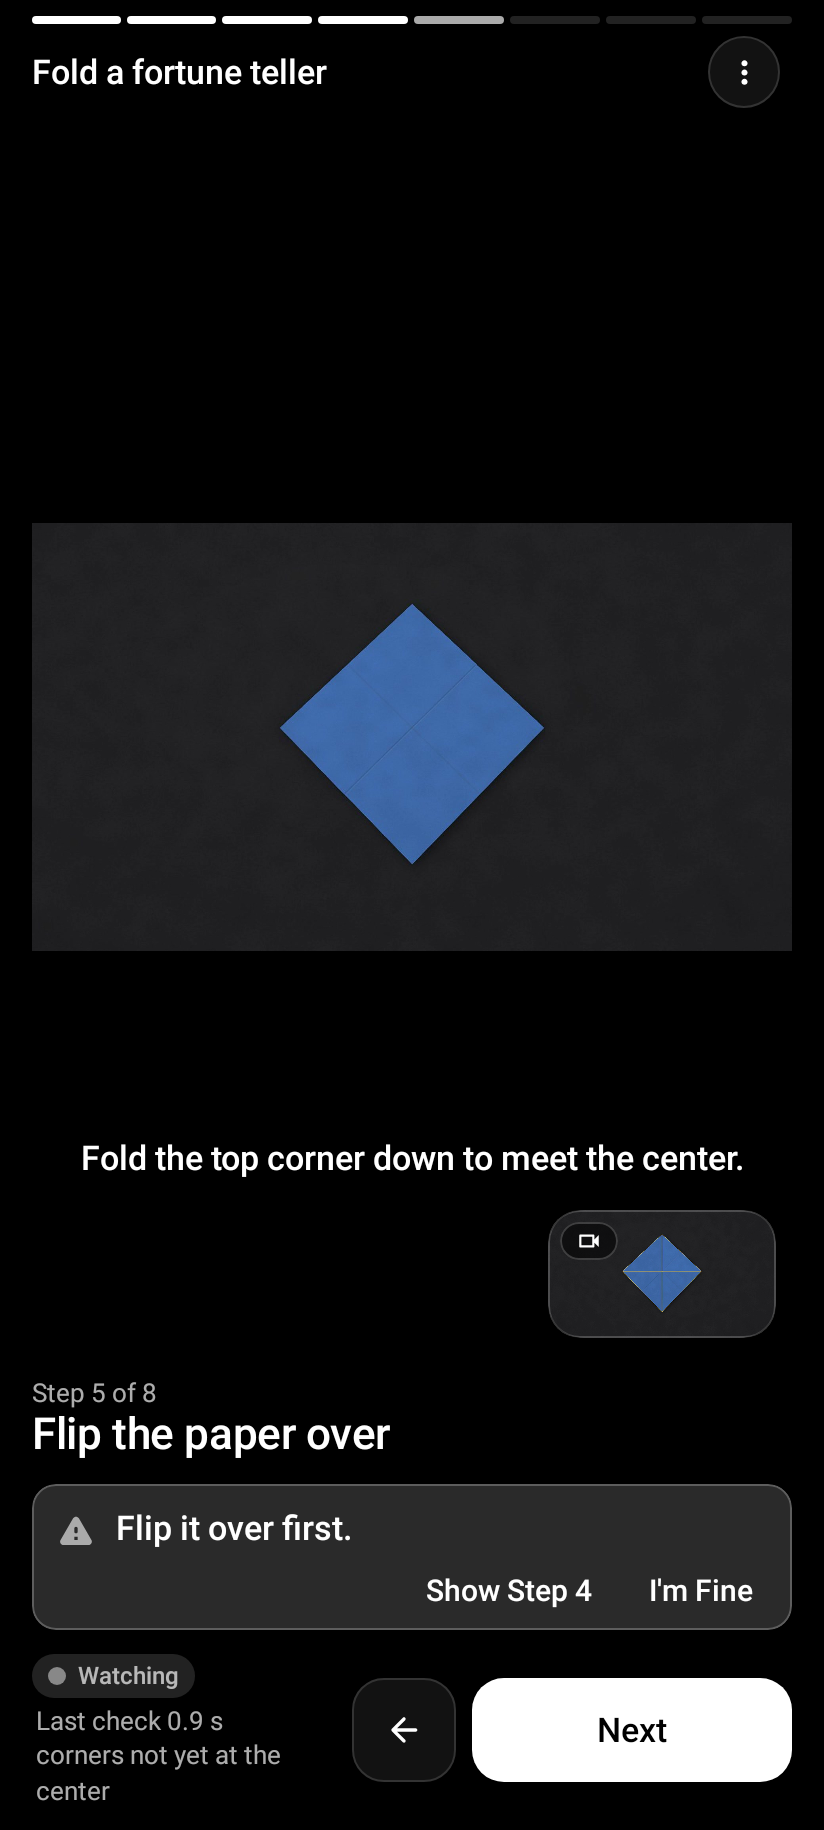 Fold a fortune teller
Fold the top corner down to meet the center.
Step 5 of 8
Flip the paper over
Flip it over first.
Show Step 4
I'm Fine
Watching
Last check 0.9 s
corners not yet at the
center
Next